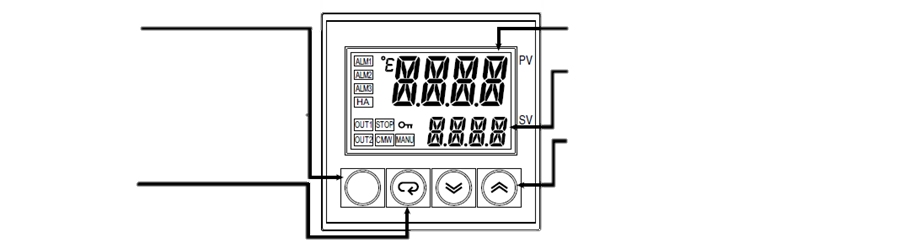 ALM1
ALM2
ALM3
HA
°E 8.8.8.8
PV
OUT1 STOP
OUT2 CMW MANU
8.8.8.8
SV